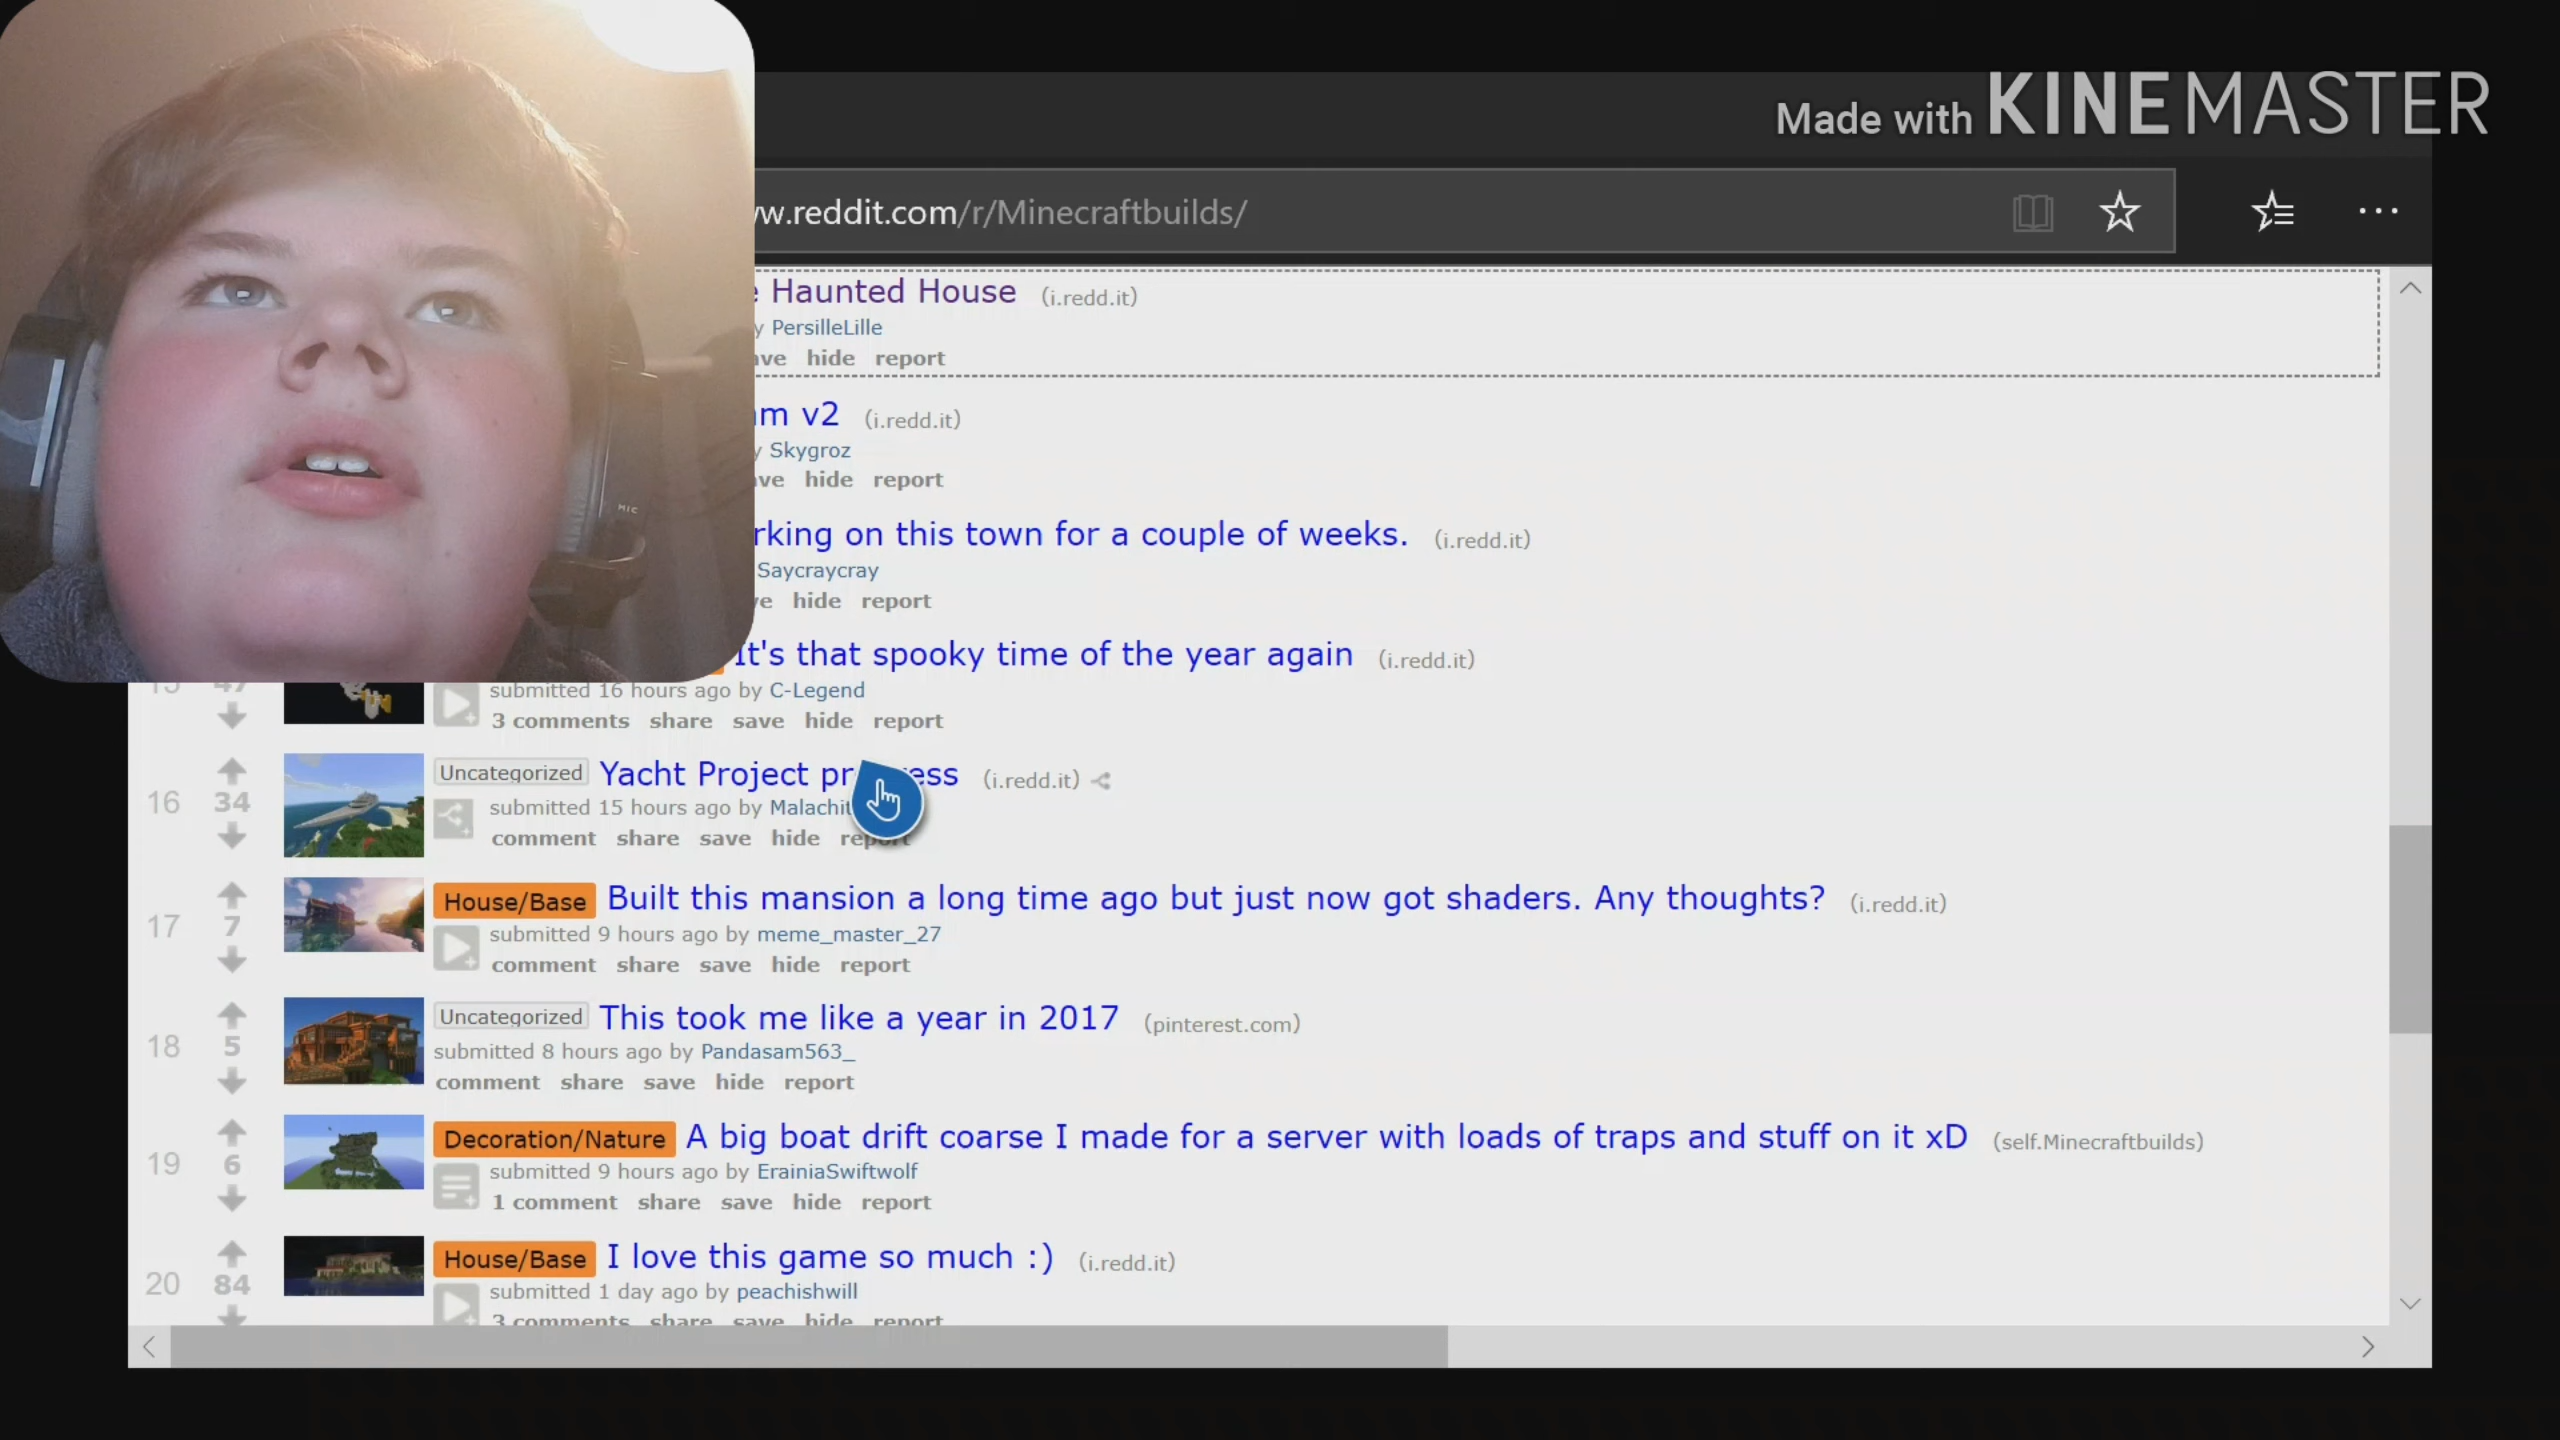 Made with KINEMASTER
w.reddit.com/r/Minecraftbuilds/
Haunted House (i.redd.it)
PersilleLille
hide report
v2 (i.redd.it)
Skygroz
hide report
on this town for a couple of weeks. (i.redd.it)
Saycraycray
hide report
MIC
It's that spooky time of the year again (i.redd.it)
submitted 16 hours ago by C-Legend
3 comments share save hide report
16 34 Uncategorized Yacht Project (i.redd.it)
submitted 15 hours ago by
comment share save hide report
17 7 House/Base Built this mansion a long time ago but just now got shaders. Any thoughts? (i.redd.it)
submitted 9 hours ago by meme_master_27
comment share save hide report
18 5 Uncategorized This took me like a year in 2017 (pinterest.com)
submitted 8 hours ago by Pandasam563_
comment share save hide report
19 6 Decoration/Nature A big boat drift coarse I made for a server with loads of traps and stuff on it xD (self.Minecraftbuilds)
submitted 9 hours ago by ErainiaSwiftwolf
1 comment share save hide report
20 84 House/Base I love this game so much :) (i.redd.it)
submitted 1 day ago by peachishwill
3 comments share save hide report